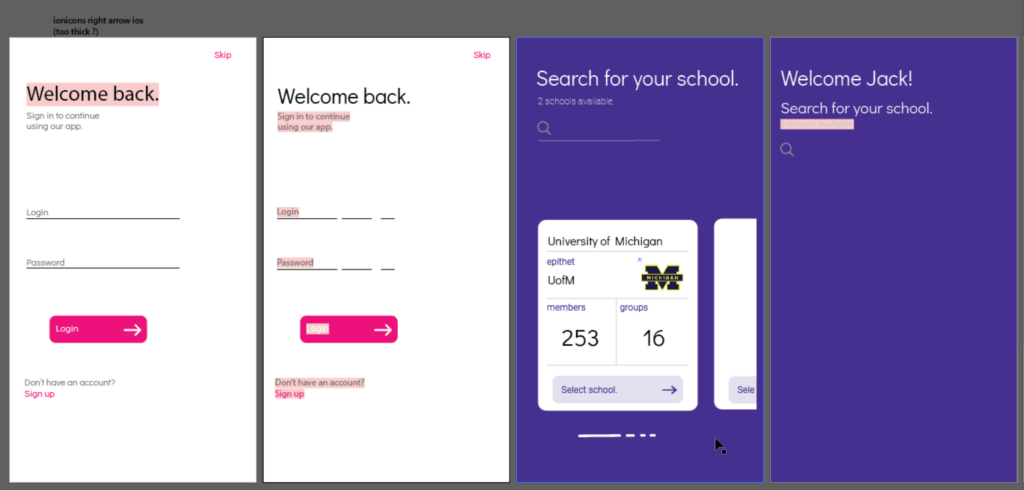 ionicons right arrow ios
(too thick ?)
Skip
Welcome back.
Sign in to continue
using our app.
Login
Password
Login
Don't have an account?
Sign up
Skip
Welcome back.
Sign in to continue
using our app.
Login
Password
Login
Don't have an account?
Sign up
Search for your school.
2 schools available.
University of Michigan
epithet
UofM
MICHIGAN
members
groups
253
16
Select school.
Sele
Welcome Jack!
Search for your school.